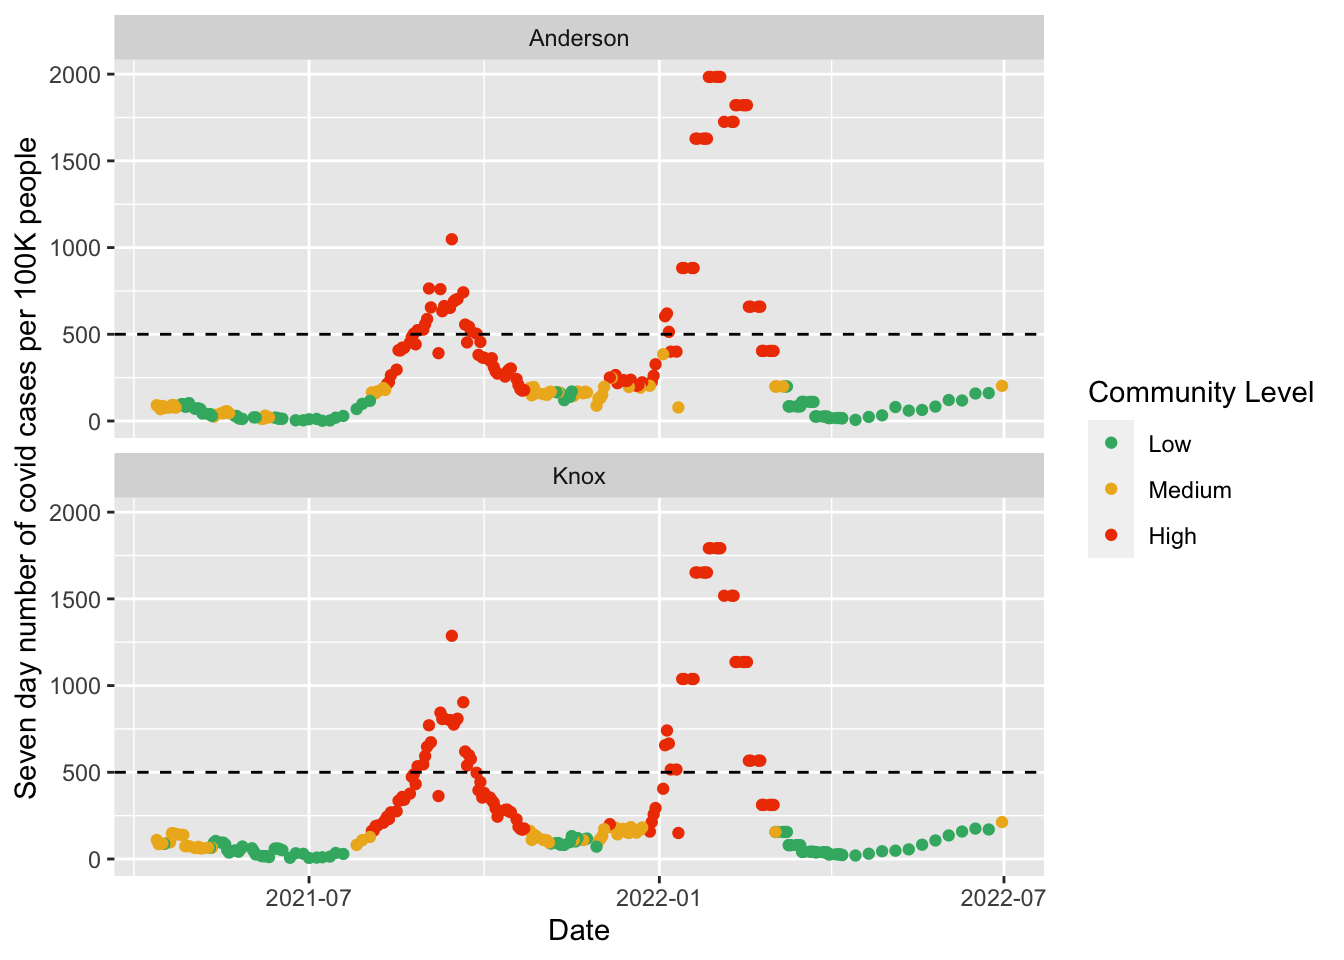 Anderson
2000
1500
1000
500
0
Knox
2000
1500
1000
500
0
2021-07 2022-01 2022-07
Date
Seven day number of covid cases per 100K people
Community Level
Low
Medium
High